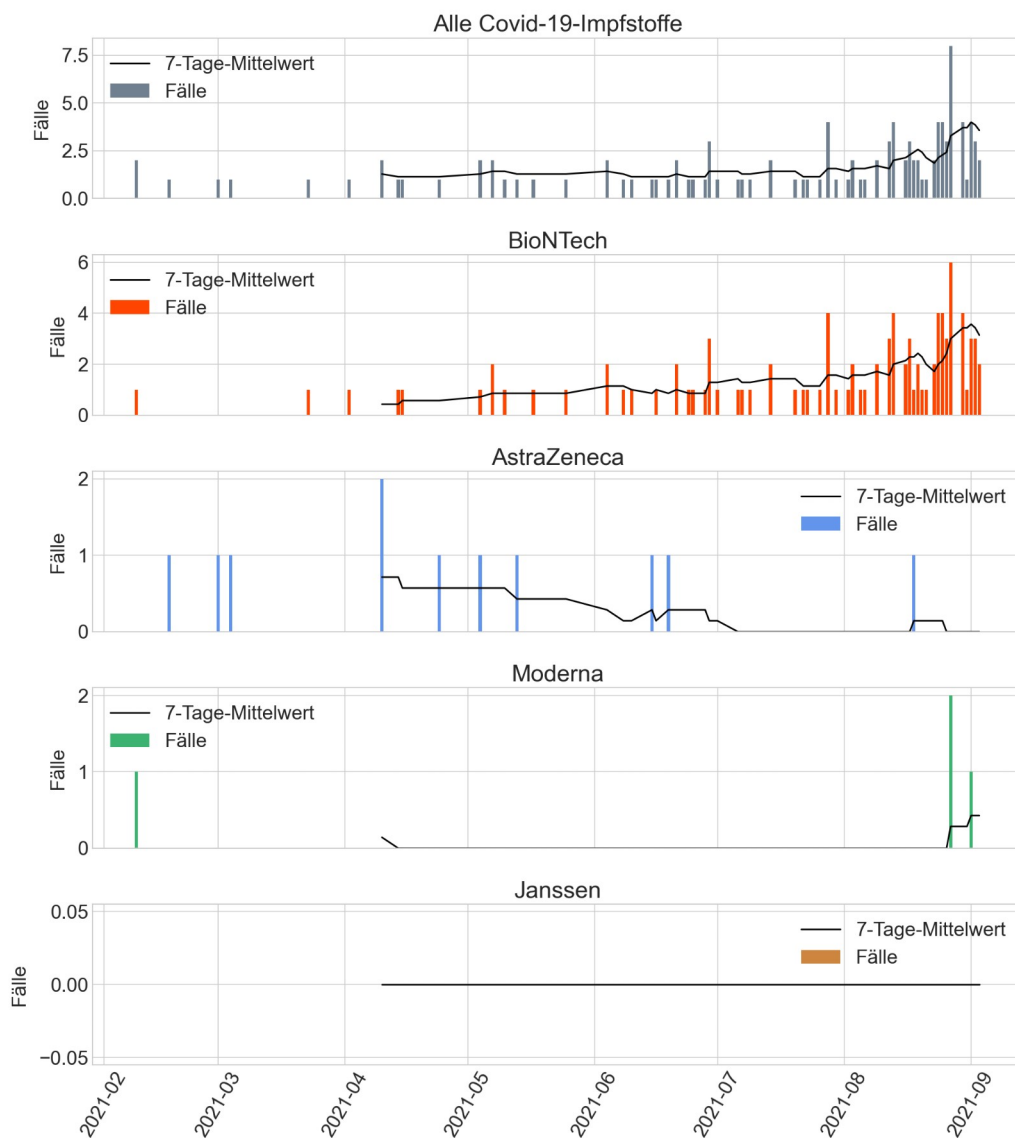 Alle Covid-19-Impfstoffe
7.5
5.0
2.5
0.0
Fälle
7-Tage-Mittelwert
Fälle
BioNTech
6
4
2
0
Fälle
7-Tage-Mittelwert
Fälle
AstraZeneca
2
1
0
Fälle
7-Tage-Mittelwert
Fälle
Moderna
2
1
0
Fälle
7-Tage-Mittelwert
Fälle
Janssen
0.05
0.00
−0.05
Fälle
7-Tage-Mittelwert
Fälle
2021-02
2021-03
2021-04
2021-05
2021-06
2021-07
2021-08
2021-09